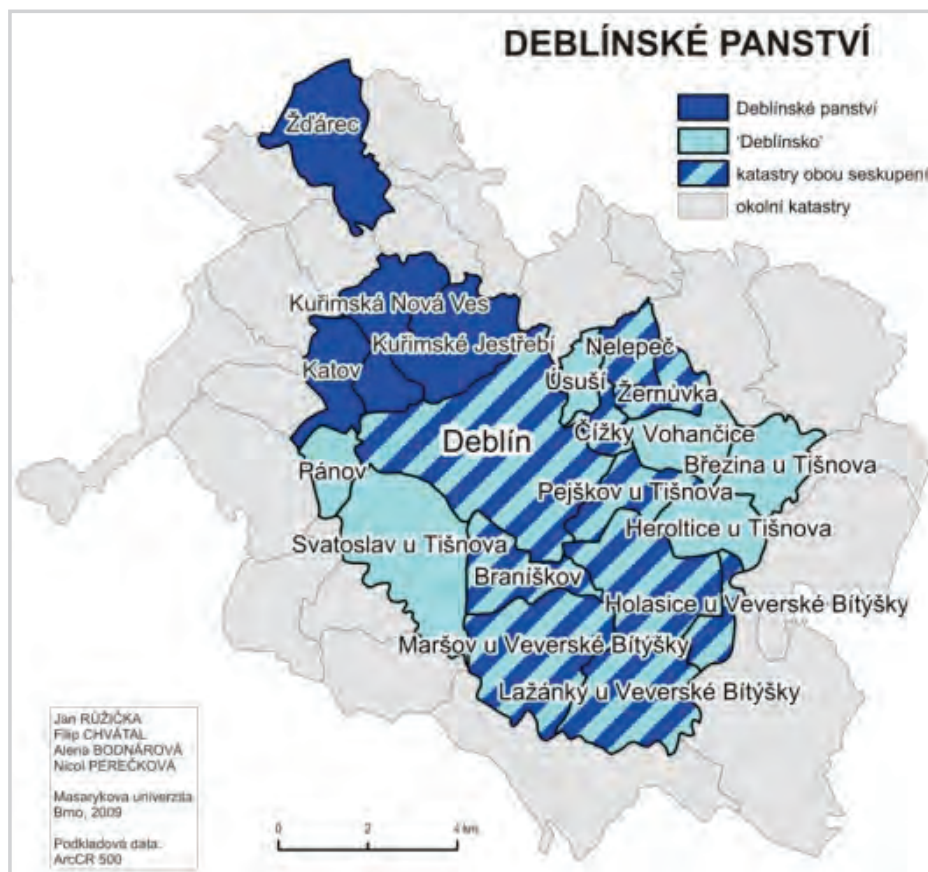 DEBLÍNSKÉ PANSTVÍ
Deblínské panství
'Deblínsko'
katastry obou seskupení
okolní katastry
Žďárec
Kuřimská Nová Ves
Kuřimské Jestřebí
Katov
Nelepeč
Úsuší
Žernůvka
Čížky
Vohančice
Deblín
Březina u Tišnova
Pánov
Pejškov u Tišnova
Heroltice u Tišnova
Svatoslav u Tišnova
Braníškov
Holasice u Veverské Bítýšky
Maršov u Veverské Bítýšky
Lažánky u Veverské Bítýšky
Jan RŮŽIČKA
Filip CHVÁTAL
Alena BODNÁROVÁ
Nicol PEREČKOVÁ
Masarykova univerzita
Brno, 2009
Podkladová data:
ArcCR 500
0 2 4 km